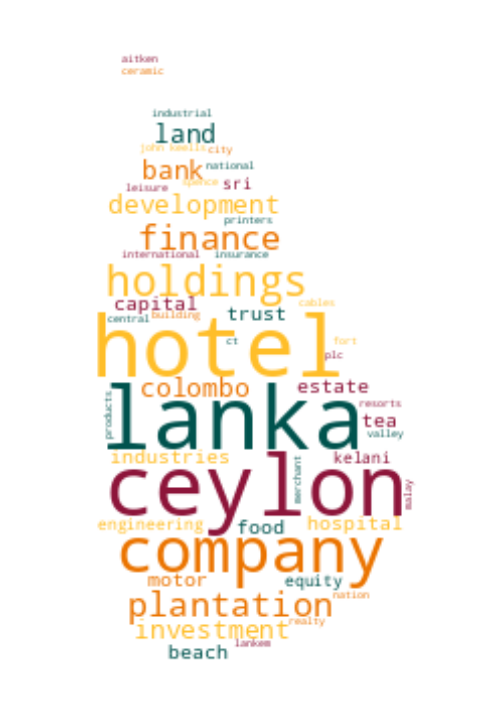 aitken
ceramic
industrial
land
john keells city
bank national
leisure spence sri
development
printers
finance
international insurance
holdings
capital cables
central building trust
hotel
ct fort
plc
colombo estate
products
lanka
resorts
tea
valley
industries kelani
merchant
ceylon
malay
engineering food hospital
company
motor equity
nation
plantation
realty
investment
lankem
beach